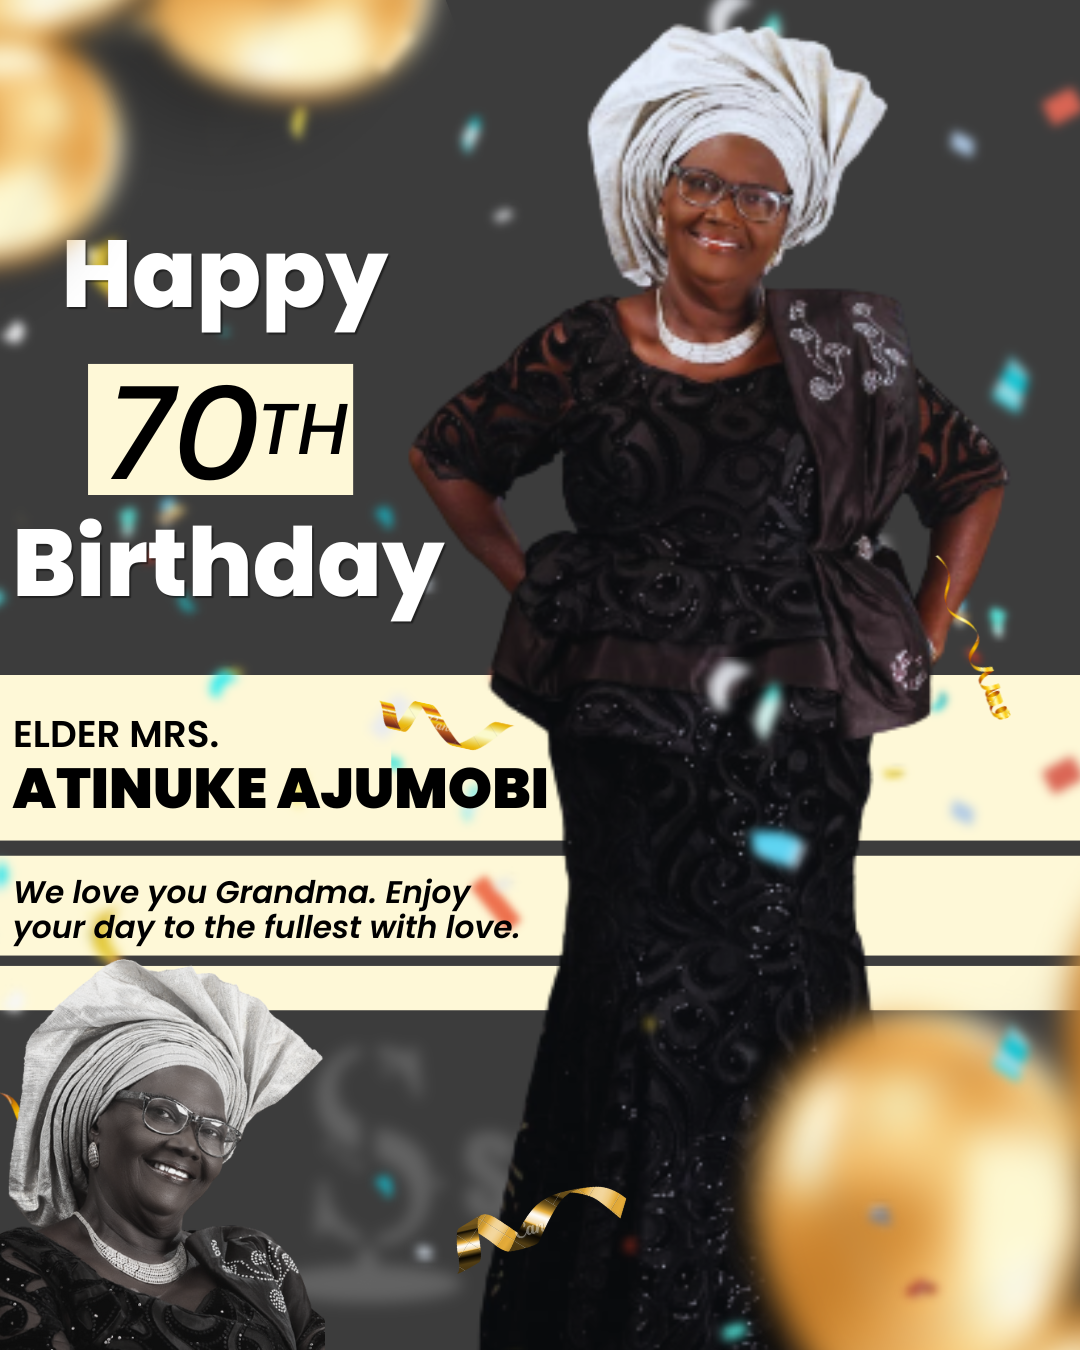 Happy
70TH
Birthday
ELDER MRS.
ATINUKE AJUMOBI
We love you Grandma. Enjoy
your day to the fullest with love.